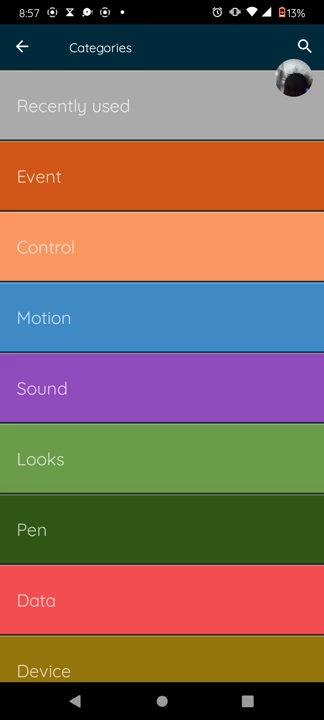 8:57
13%
Categories
Recently used
Event
Control
Motion
Sound
Looks
Pen
Data
Device